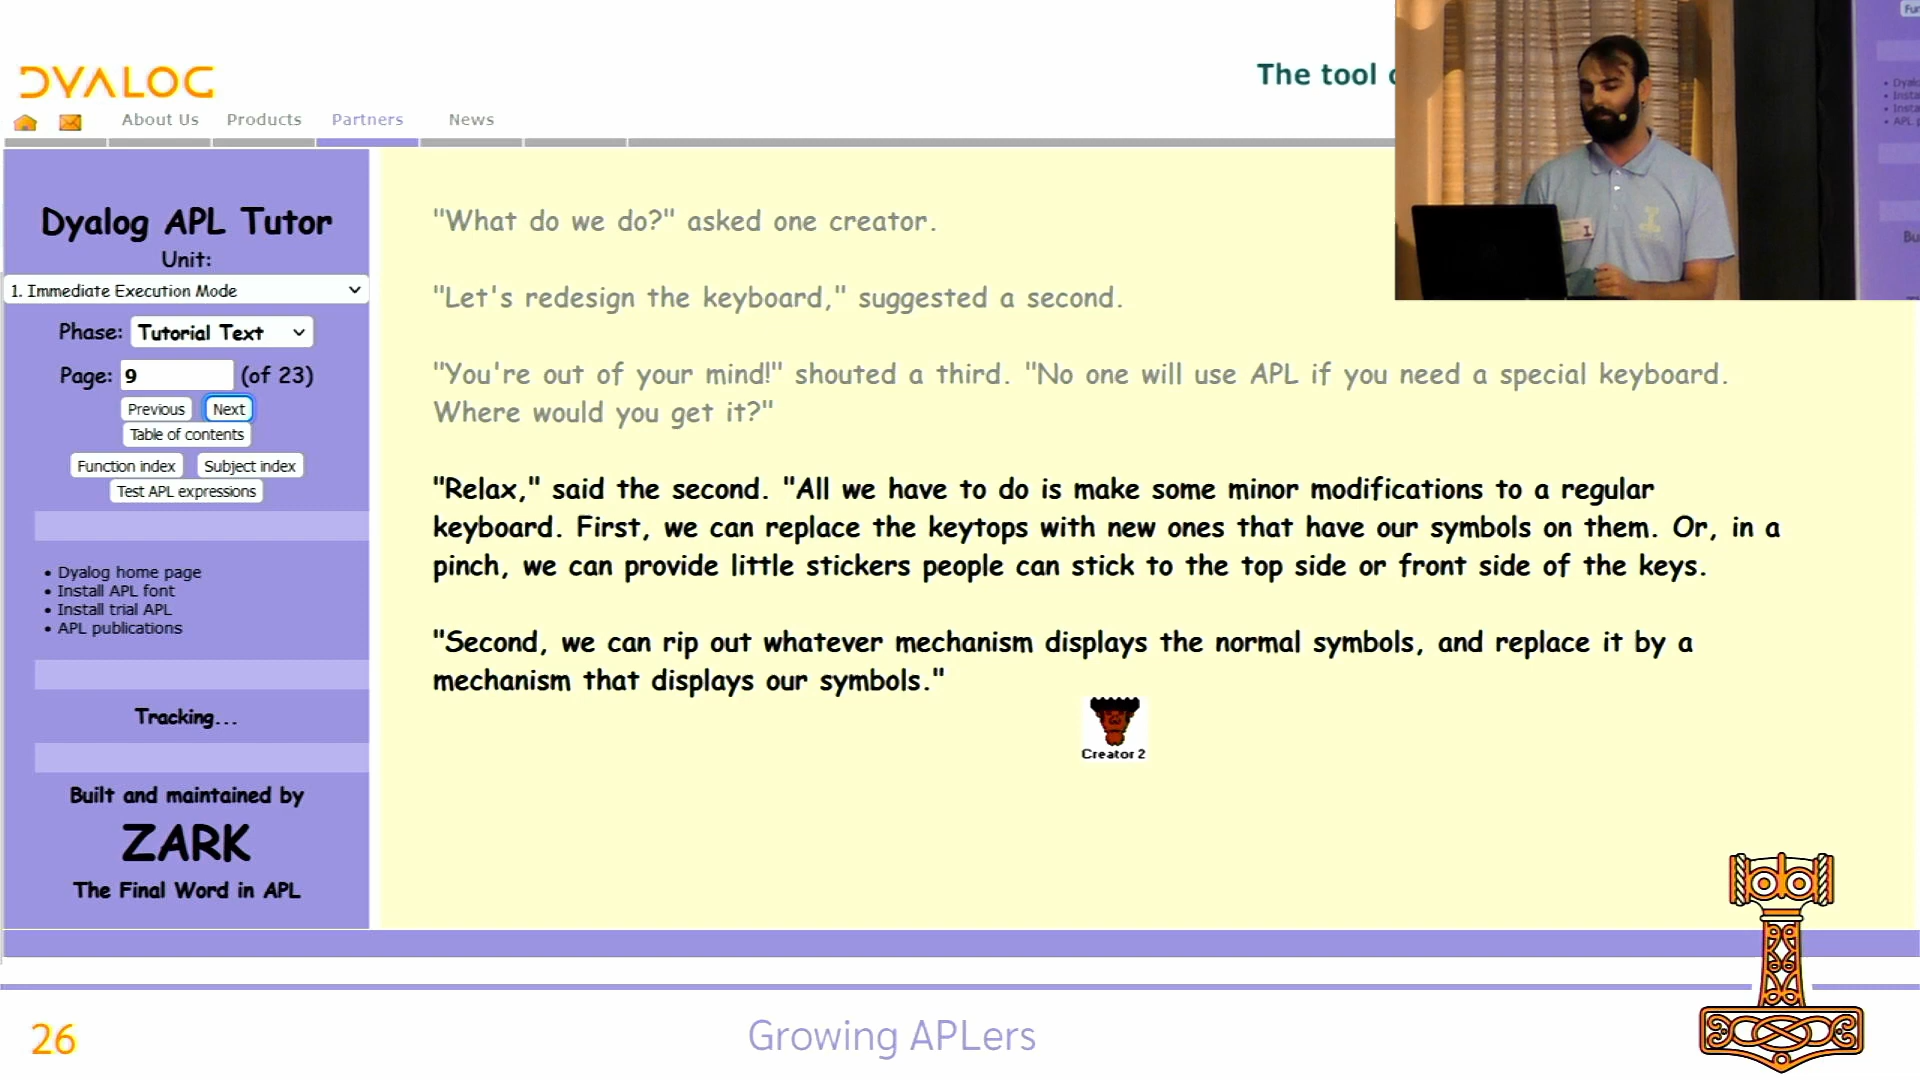 DYALOG
The tool o
About Us Products Partners News
Dyalog APL Tutor
Unit:
1. Immediate Execution Mode
Phase: Tutorial Text
Page: 9 (of 23)
Previous Next
Table of contents
Function index Subject index
Test APL expressions
• Dyalog home page
• Install APL font
• Install trial APL
• APL publications
Tracking...
Built and maintained by
ZARK
The Final Word in APL
"What do we do?" asked one creator.
"Let's redesign the keyboard," suggested a second.
"You're out of your mind!" shouted a third. "No one will use APL if you need a special keyboard.
Where would you get it?"
"Relax," said the second. "All we have to do is make some minor modifications to a regular
keyboard. First, we can replace the keytops with new ones that have our symbols on them. Or, in a
pinch, we can provide little stickers people can stick to the top side or front side of the keys.
"Second, we can rip out whatever mechanism displays the normal symbols, and replace it by a
mechanism that displays our symbols."
Creator 2
26
Growing APLers